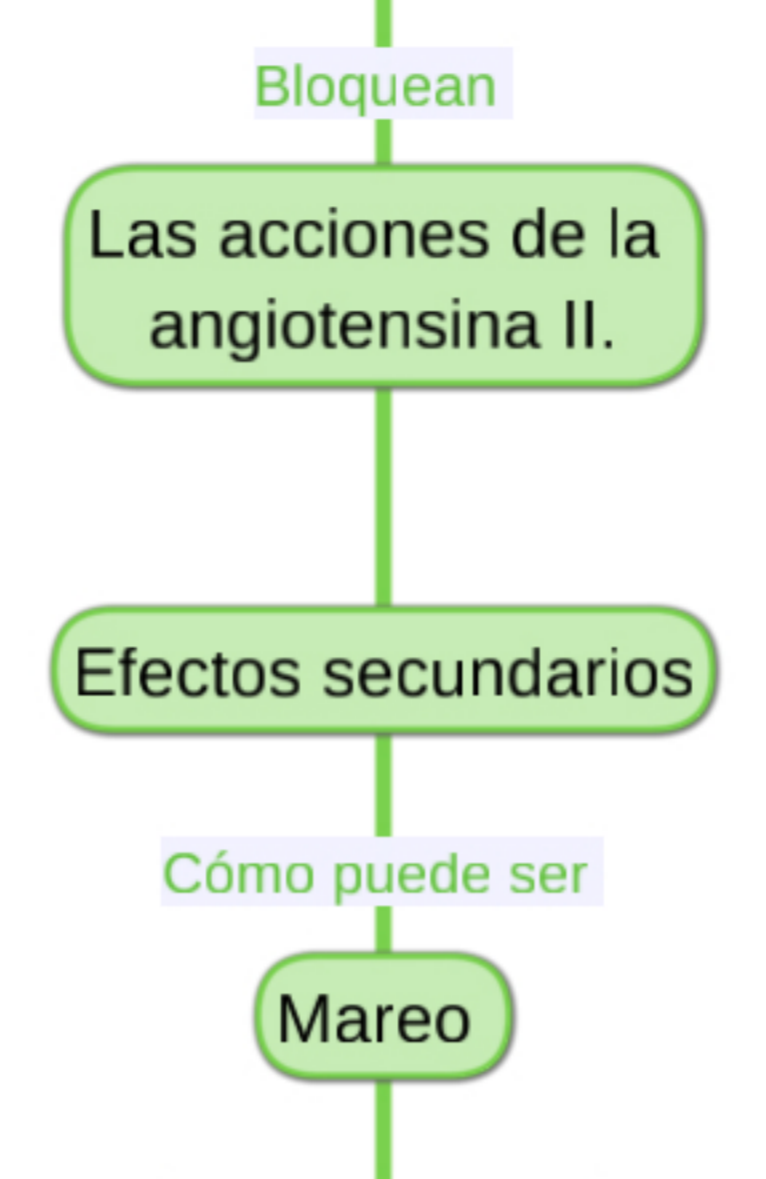 Bloquean
Las acciones de la
angiotensina II.
Efectos secundarios
Cómo puede ser
Mareo